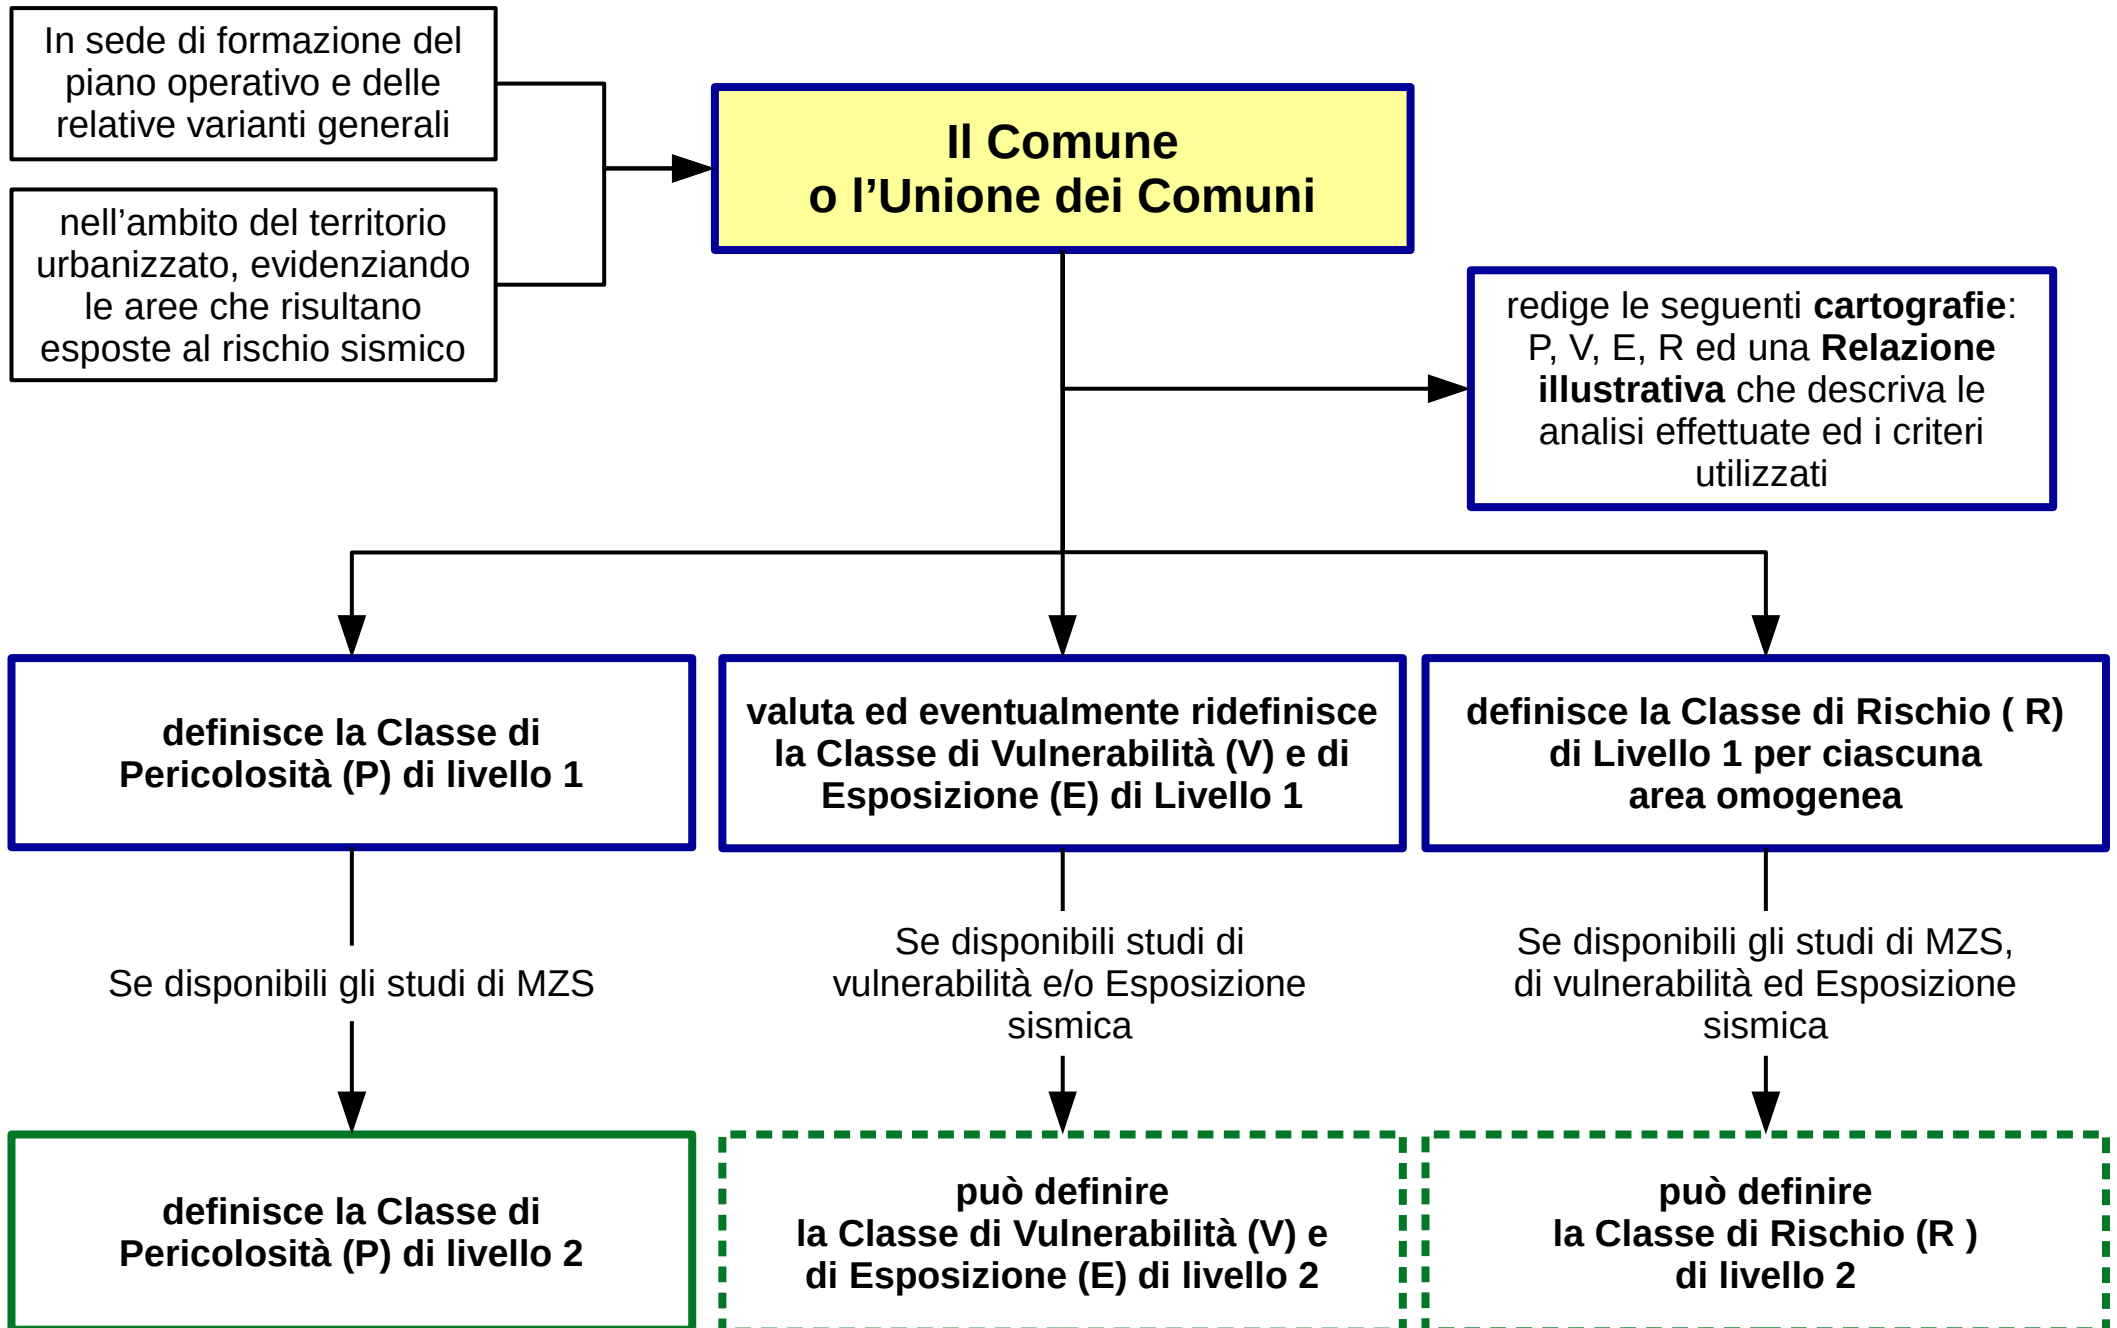 In sede di formazione del
piano operativo e delle
relative varianti generali
nell’ambito del territorio
urbanizzato, evidenziando
le aree che risultano
esposte al rischio sismico
Il Comune
o l’Unione dei Comuni
redige le seguenti cartografie:
P, V, E, R ed una Relazione
illustrativa che descriva le
analisi effettuate ed i criteri
utilizzati
definisce la Classe di
Pericolosità (P) di livello 1
valuta ed eventualmente ridefinisce
la Classe di Vulnerabilità (V) e di
Esposizione (E) di Livello 1
definisce la Classe di Rischio ( R)
di Livello 1 per ciascuna
area omogenea
Se disponibili gli studi di MZS
Se disponibili studi di
vulnerabilità e/o Esposizione
sismica
Se disponibili gli studi di MZS,
di vulnerabilità ed Esposizione
sismica
definisce la Classe di
Pericolosità (P) di livello 2
può definire
la Classe di Vulnerabilità (V) e
di Esposizione (E) di livello 2
può definire
la Classe di Rischio (R )
di livello 2